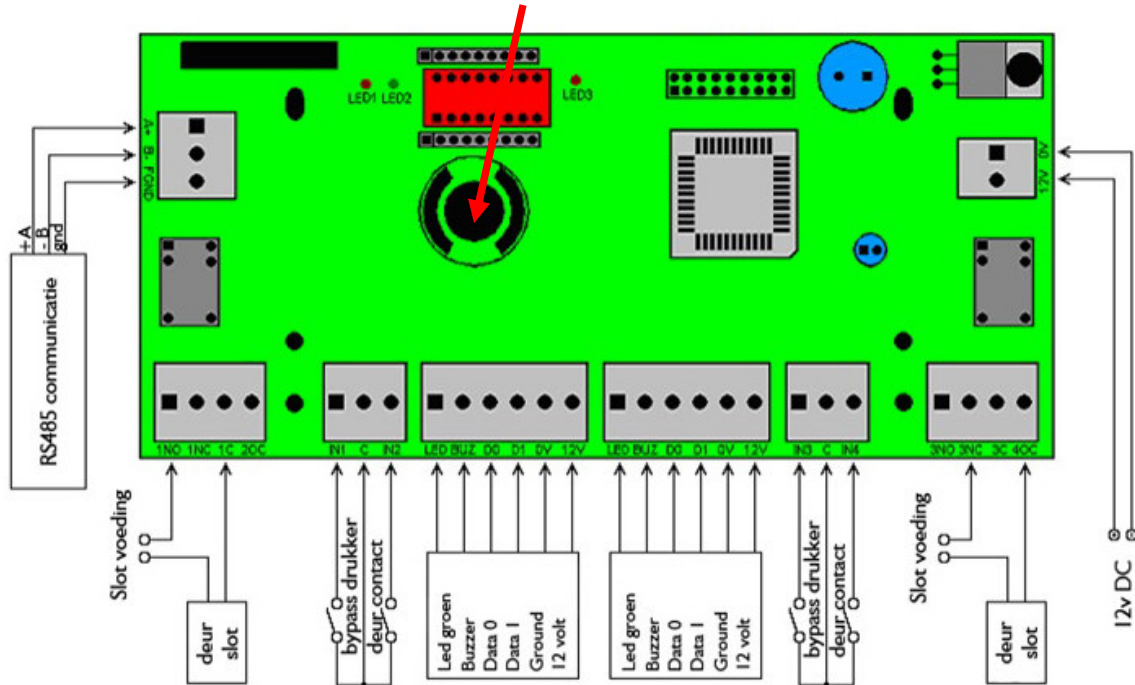 LED1 LED2
LED3
A+
B-
FGND
0V
12V
+A
- B
gnd
RS485 communicatie
1NO 1NC 1C 2OC
IN1 C IN2
LED BUZ D0 D1 0V 12V
LED BUZ D0 D1 0V 12V
IN3 C IN4
3NO 3NC 3C 4OC
Slot voeding
deur
slot
bypass drukker
deur contact
Led groen
Buzzer
Data 0
Data 1
Ground
12 volt
Led groen
Buzzer
Data 0
Data 1
Ground
12 volt
bypass drukker
deur contact
Slot voeding
deur
slot
12v DC